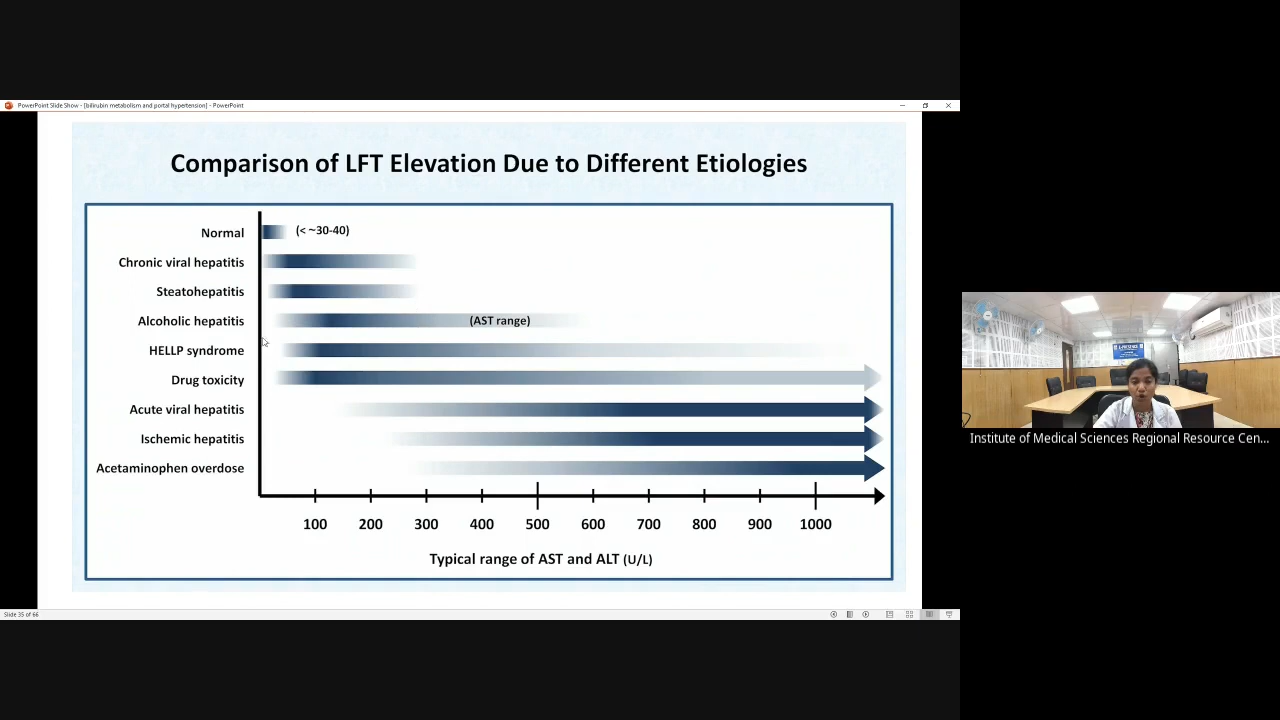 PowerPoint Slide Show - [bilirubin metabolism and portal hypertension] - PowerPoint
Comparison of LFT Elevation Due to Different Etiologies
Normal
(< ~30-40)
Chronic viral hepatitis
Steatohepatitis
Alcoholic hepatitis
(AST range)
HELLP syndrome
Drug toxicity
Acute viral hepatitis
Ischemic hepatitis
Acetaminophen overdose
100 200 300 400 500 600 700 800 900 1000
Typical range of AST and ALT (U/L)
Slide 35 of 66
Institute of Medical Sciences Regional Resource Cen...